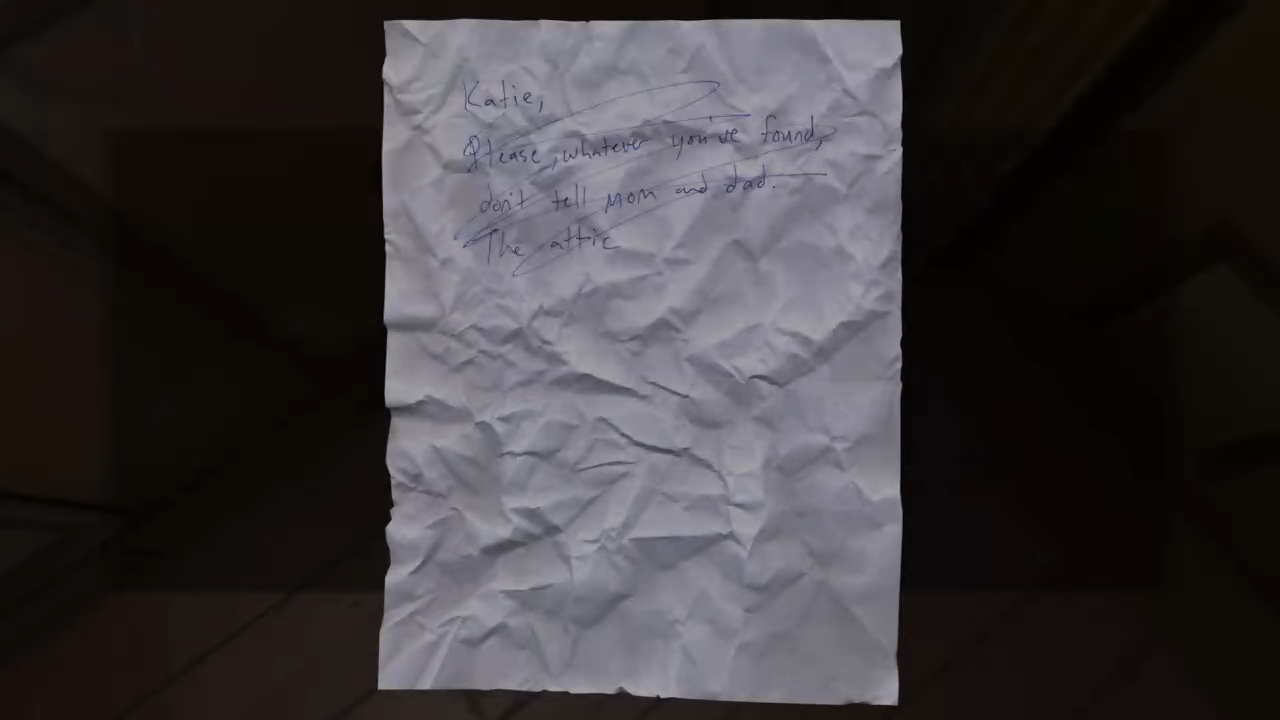 Katie,
Please, whatever you've found,
don't tell Mom and dad.
The attic